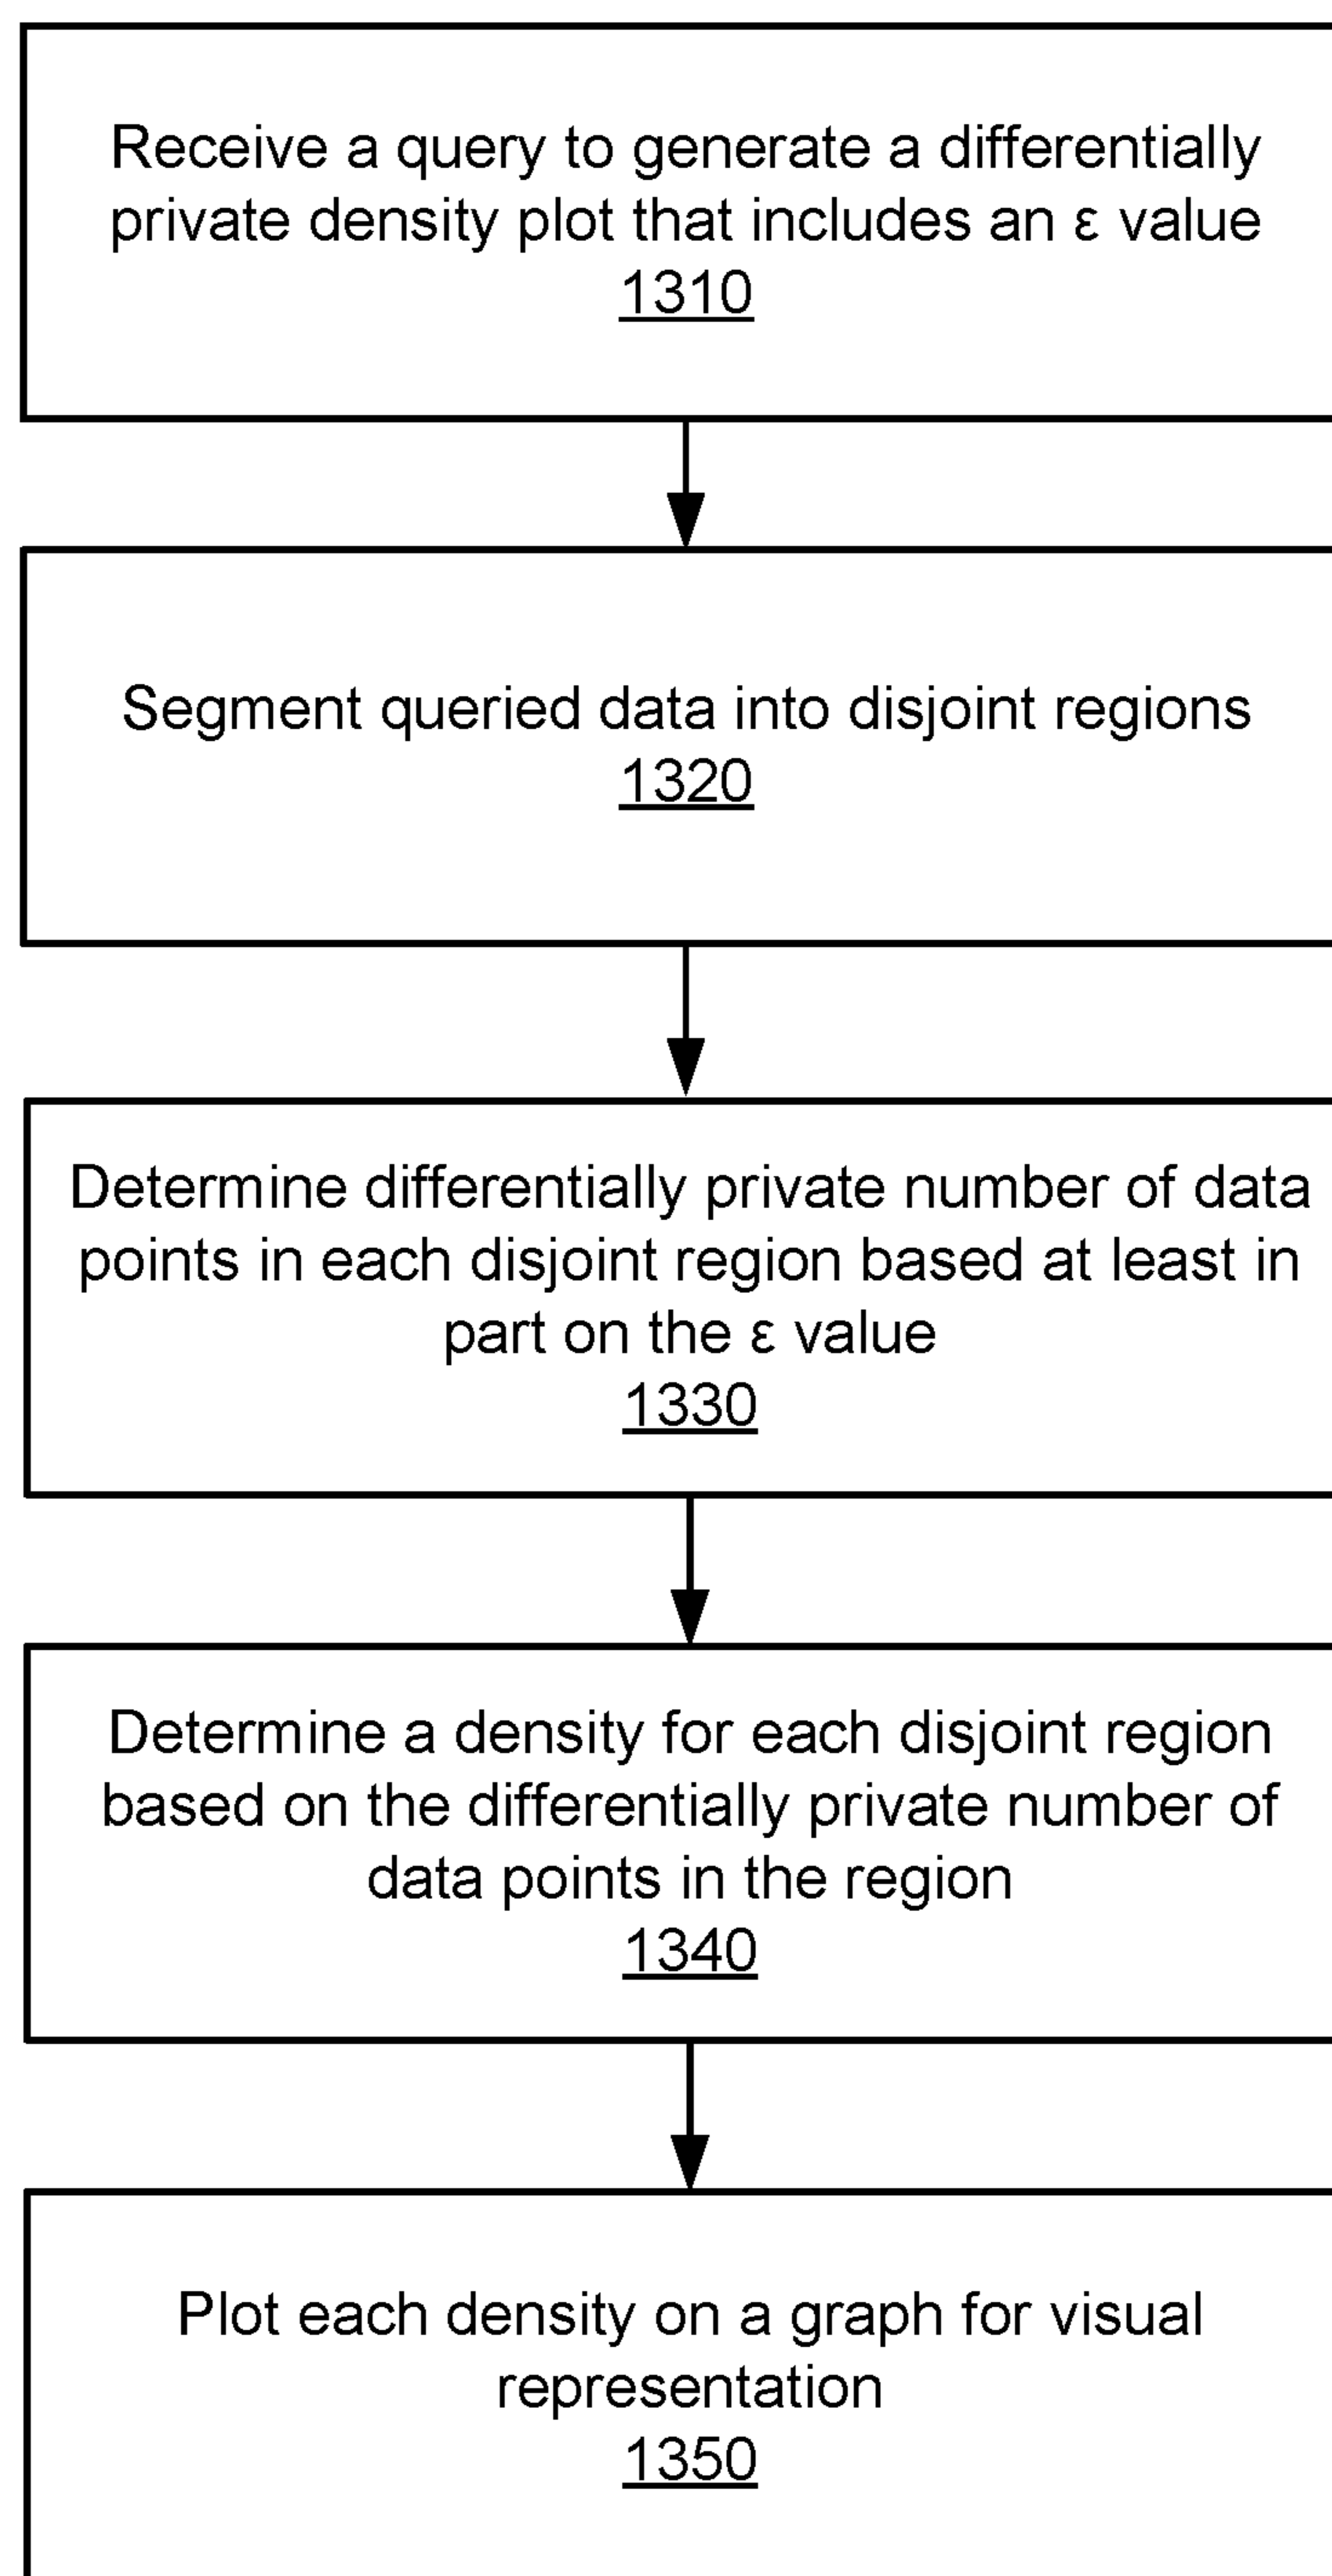 Receive a query to generate a differentially
private density plot that includes an ε value
1310
Segment queried data into disjoint regions
1320
Determine differentially private number of data
points in each disjoint region based at least in
part on the ε value
1330
Determine a density for each disjoint region
based on the differentially private number of
data points in the region
1340
Plot each density on a graph for visual
representation
1350